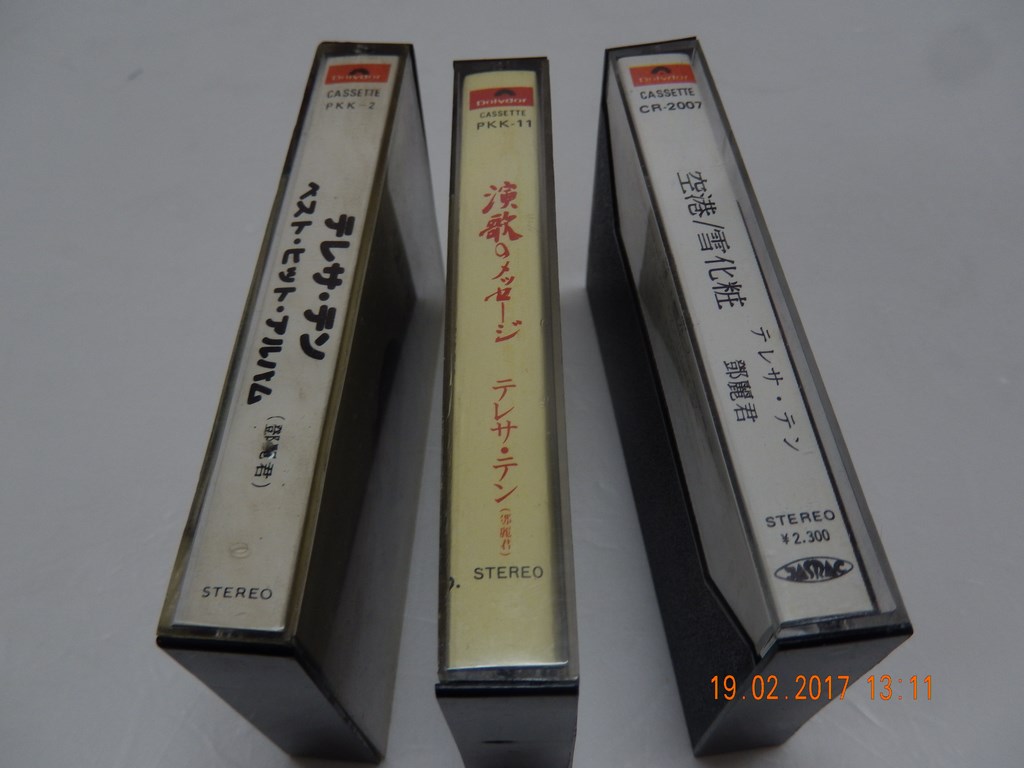 Polydor
CASSETTE
PKK-2
テレサ・テン
ベスト・ヒット・アルバム
(鄧麗君)
STEREO
Polydor
CASSETTE
PKK-11
演歌のメッセージ
テレサ・テン
(鄧麗君)
STEREO
Polydor
CASSETTE
CR-2007
空港/雪化粧
テレサ・テン
鄧麗君
STEREO
¥2.300
JASRAC
19.02.2017 13:11